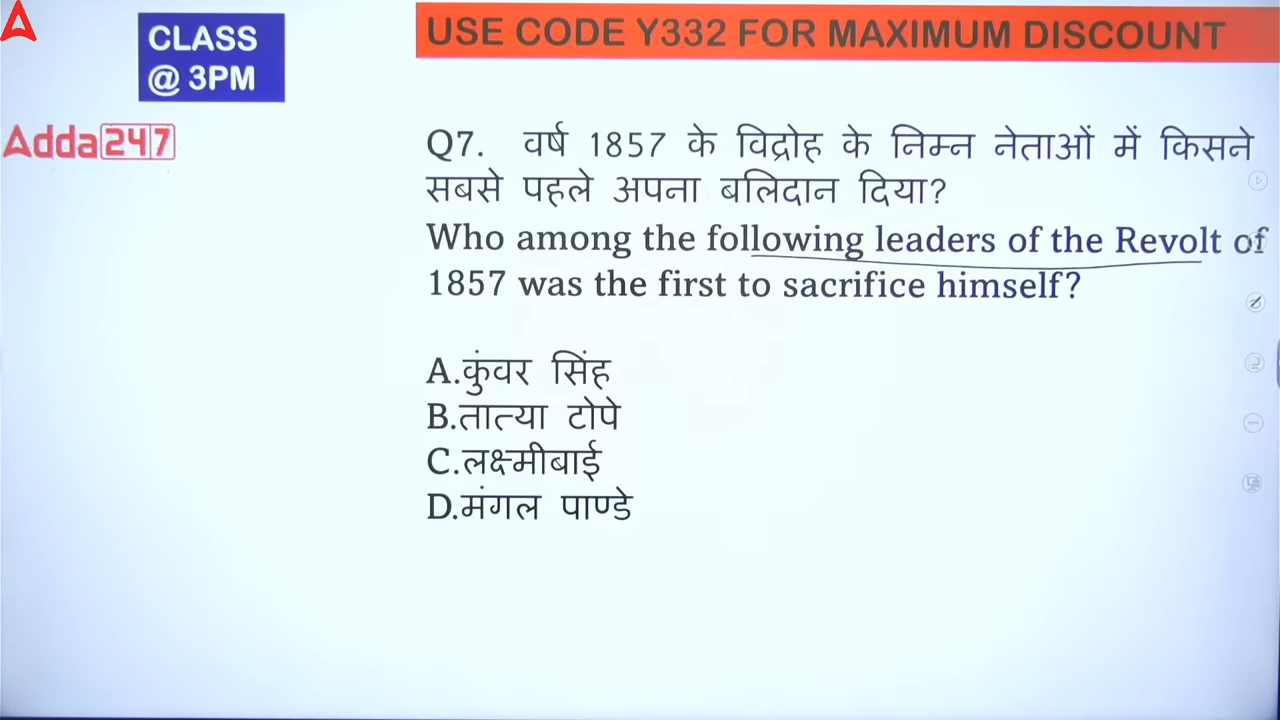 CLASS
@ 3PM
USE CODE Y332 FOR MAXIMUM DISCOUNT
Adda247
Q7. वर्ष 1857 के विद्रोह के निम्न नेताओं में किसने
सबसे पहले अपना बलिदान दिया?
Who among the following leaders of the Revolt of
1857 was the first to sacrifice himself?
A.कुंवर सिंह
B.तात्या टोपे
C.लक्ष्मीबाई
D.मंगल पाण्डे